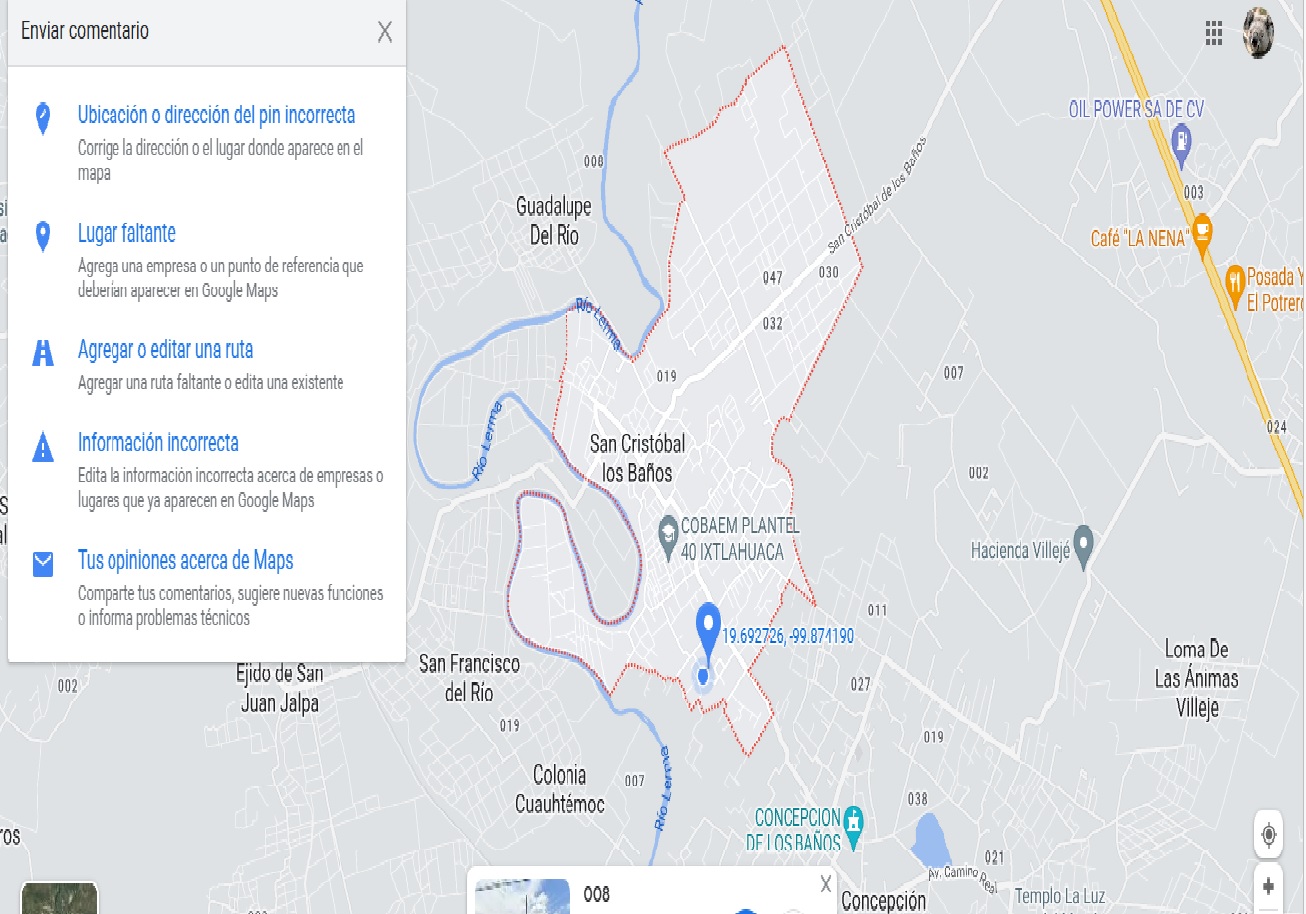 Enviar comentario
X
Ubicación o dirección del pin incorrecta
Corrige la dirección o el lugar donde aparece en el
mapa
Lugar faltante
Agrega una empresa o un punto de referencia que
deberían aparecer en Google Maps
Agregar o editar una ruta
Agregar una ruta faltante o edita una existente
Información incorrecta
Edita la información incorrecta acerca de empresas o
lugares que ya aparecen en Google Maps
Tus opiniones acerca de Maps
Comparte tus comentarios, sugiere nuevas funciones
o informa problemas técnicos
OIL POWER SA DE CV
008
003
Guadalupe
Del Río
San Cristóbal de los Baños
Café "LA NENA"
047
030
Posada Y
El Potrero
Río Lerma
032
019
007
Río Lerma
024
San Cristóbal
los Baños
002
COBAEM PLANTEL
40 IXTLAHUACA
Hacienda Villejé
011
19.692726, -99.874190
San Francisco
del Río
Loma De
Las Ánimas
Villeje
Ejido de San
Juan Jalpa
002
027
019
019
Colonia
Cuauhtémoc
007
Río Lerma
038
CONCEPCION
DE LOS BAÑOS
021
Av. Camino Real
008
X
Concepción
Templo La Luz
ros